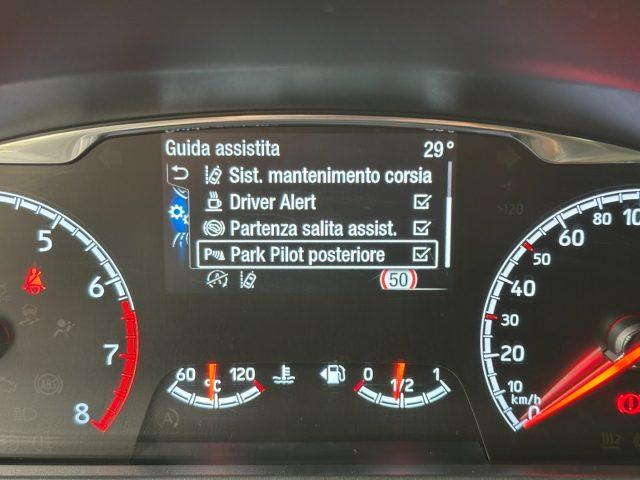 Guida assistita 29°
Sist. mantenimento corsia
Driver Alert
Partenza salita assist.
P Park Pilot posteriore
50
5
6
7
8
60 °C 120
0 1/2 1
0
10
20
30
40
50
60
80
km/h
ABS
>120